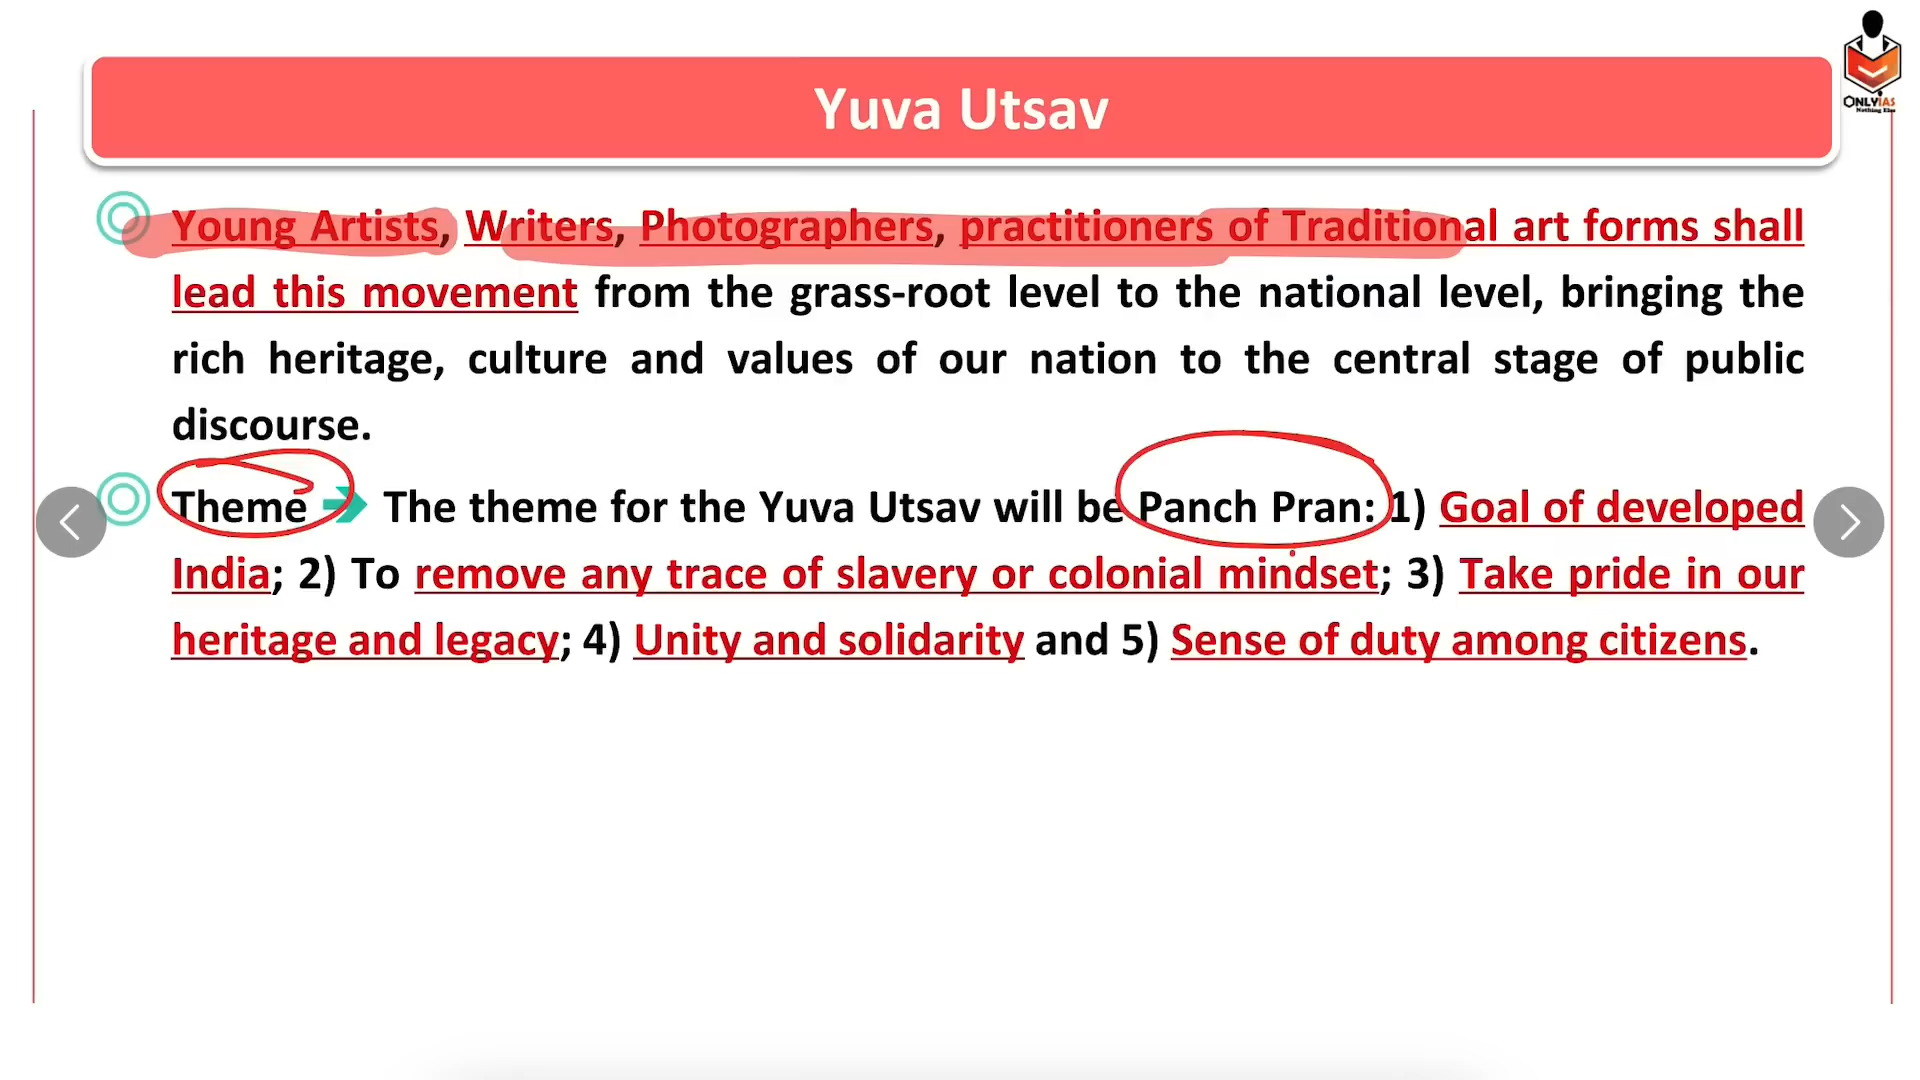 Yuva Utsav
ONLYIAS
Nothing Else
Young Artists, Writers, Photographers, practitioners of Traditional art forms shall
lead this movement from the grass-root level to the national level, bringing the
rich heritage, culture and values of our nation to the central stage of public
discourse.
Theme ➔ The theme for the Yuva Utsav will be Panch Pran: 1) Goal of developed
India; 2) To remove any trace of slavery or colonial mindset; 3) Take pride in our
heritage and legacy; 4) Unity and solidarity and 5) Sense of duty among citizens.